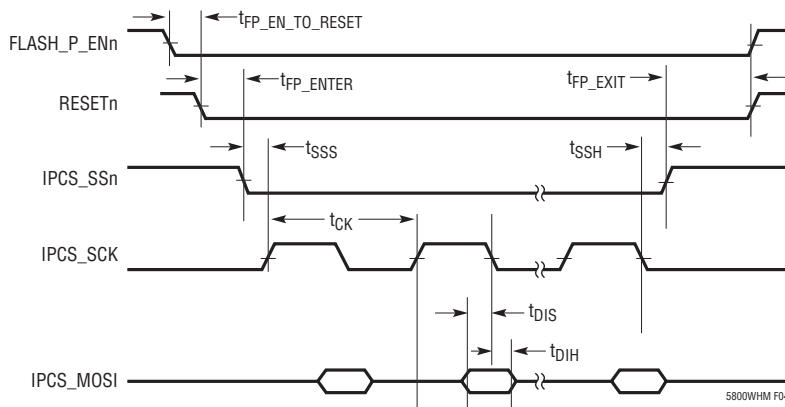 tFP_EN_TO_RESET
FLASH_P_ENn
tFP_ENTER
tFP_EXIT
RESETn
tSSS
tSSH
IPCS_SSn
tCK
IPCS_SCK
tDIS
tDIH
IPCS_MOSI
5800WHM F04